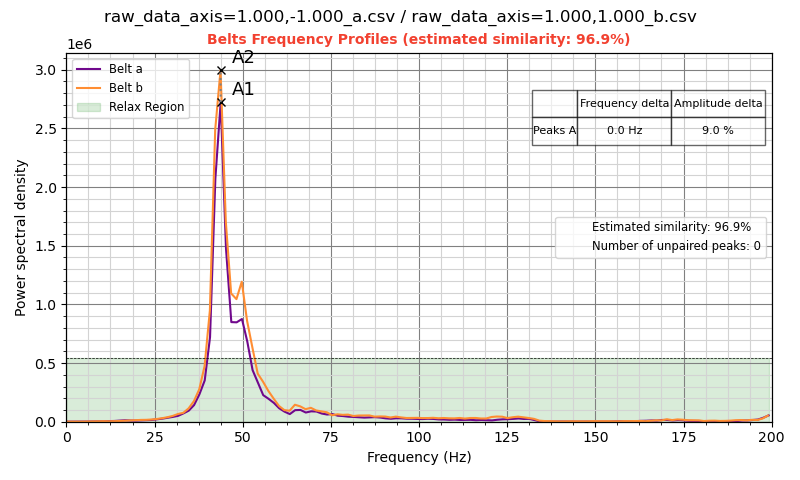 raw_data_axis=1.000,-1.000_a.csv / raw_data_axis=1.000,1.000_b.csv
Belts Frequency Profiles (estimated similarity: 96.9%)
1e6
Belt a
Belt b
Relax Region
A2
A1
Frequency delta Amplitude delta
Peaks A 0.0 Hz 9.0 %
Estimated similarity: 96.9%
Number of unpaired peaks: 0
Power spectral density
3.0
2.5
2.0
1.5
1.0
0.5
0.0
0 25 50 75 100 125 150 175 200
Frequency (Hz)